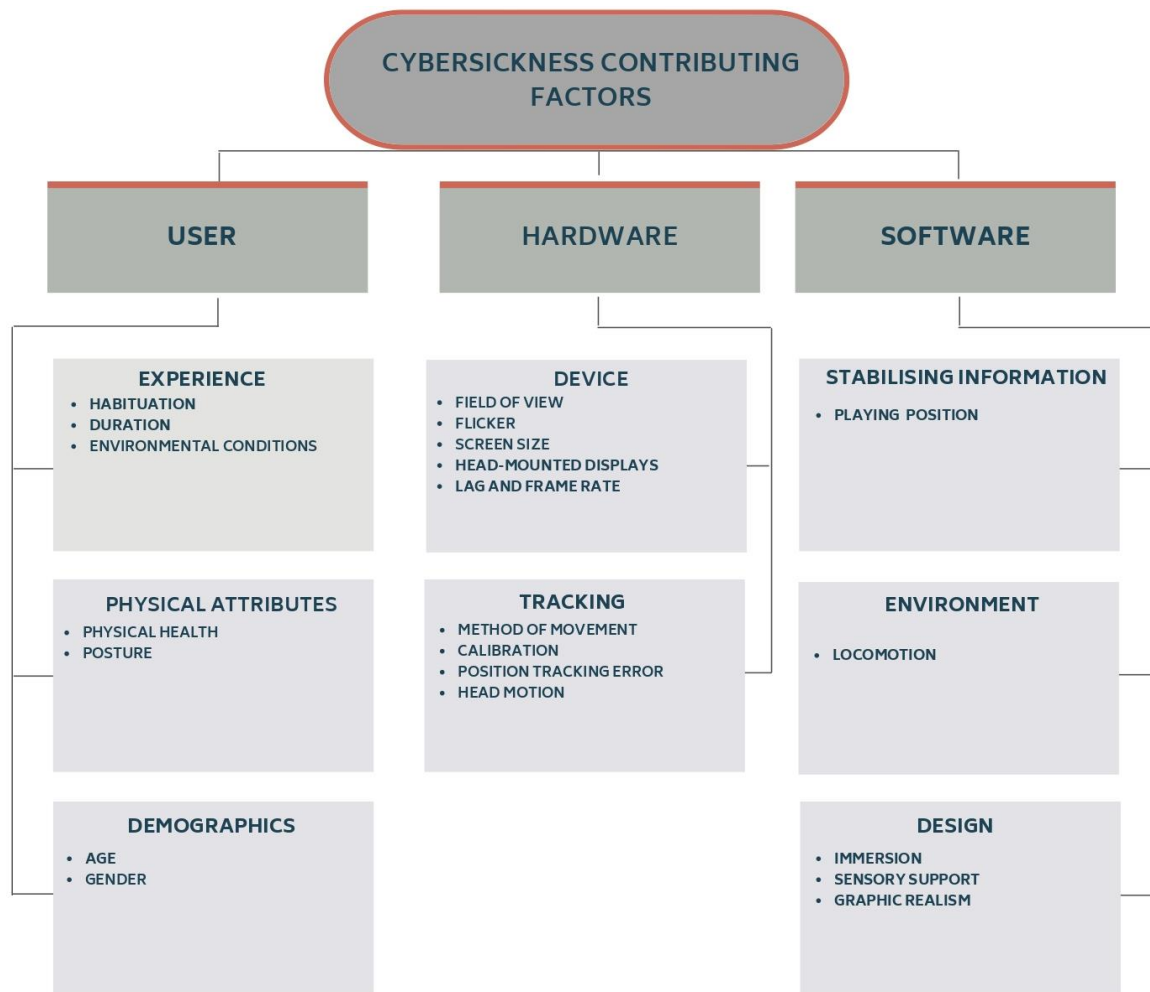 CYBERSICKNESS CONTRIBUTING
FACTORS
USER
HARDWARE
SOFTWARE
EXPERIENCE
• HABITUATION
• DURATION
• ENVIRONMENTAL CONDITIONS
PHYSICAL ATTRIBUTES
• PHYSICAL HEALTH
• POSTURE
DEMOGRAPHICS
• AGE
• GENDER
DEVICE
• FIELD OF VIEW
• FLICKER
• SCREEN SIZE
• HEAD-MOUNTED DISPLAYS
• LAG AND FRAME RATE
TRACKING
• METHOD OF MOVEMENT
• CALIBRATION
• POSITION TRACKING ERROR
• HEAD MOTION
STABILISING INFORMATION
• PLAYING POSITION
ENVIRONMENT
• LOCOMOTION
DESIGN
• IMMERSION
• SENSORY SUPPORT
• GRAPHIC REALISM